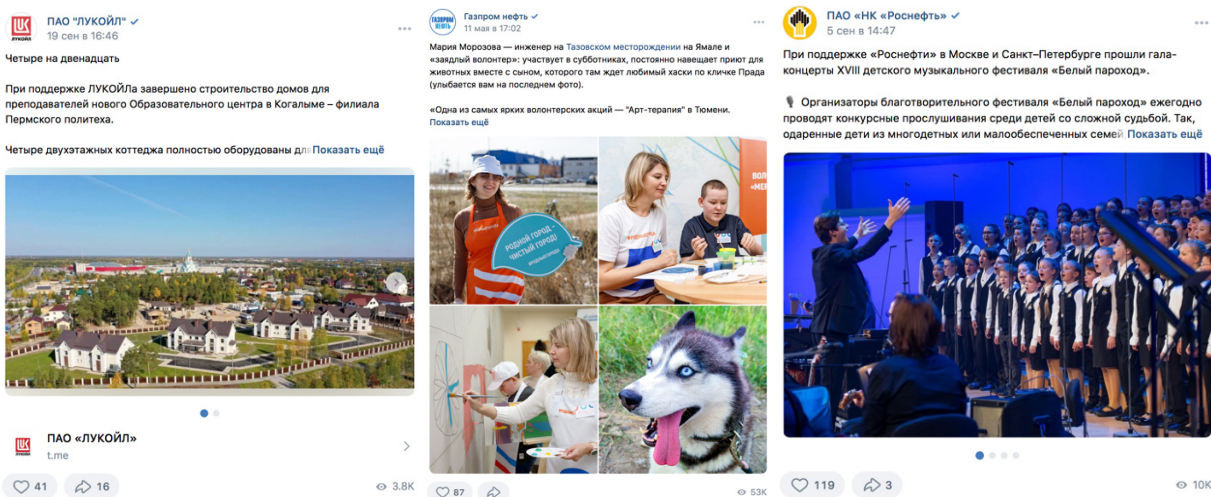 ПАО "ЛУКОЙЛ"
19 сен в 16:46
ЛУКОЙЛ
Четыре на двенадцать
При поддержке ЛУКОЙЛа завершено строительство домов для
преподавателей нового Образовательного центра в Когалыме – филиала
Пермского политеха.
Четыре двухэтажных коттеджа полностью оборудованы для Показать ещё
ПАО «ЛУКОЙЛ»
t.me
ЛУКОЙЛ
41
16
3.8K
Газпром нефть
11 мая в 17:02
ГАЗПРОМ
НЕФТЬ
Мария Морозова — инженер на Тазовском месторождении на Ямале и
«заядлый волонтер»: участвует в субботниках, постоянно навещает приют для
животных вместе с сыном, которого там ждет любимый хаски по кличке Прада
(улыбается вам на последнем фото).
«Одна из самых ярких волонтерских акций — "Арт-терапия" в Тюмени.
Показать ещё
РОДНОЙ ГОРОД –
ЧИСТЫЙ ГОРОД!
87
53K
ПАО «НК «Роснефть»
5 сен в 14:47
При поддержке «Роснефти» в Москве и Санкт–Петербурге прошли гала-
концерты XVIII детского музыкального фестиваля «Белый пароход».
Организаторы благотворительного фестиваля «Белый пароход» ежегодно
проводят конкурсные прослушивания среди детей со сложной судьбой. Так,
одаренные дети из многодетных или малообеспеченных семей Показать ещё
119
3
10K